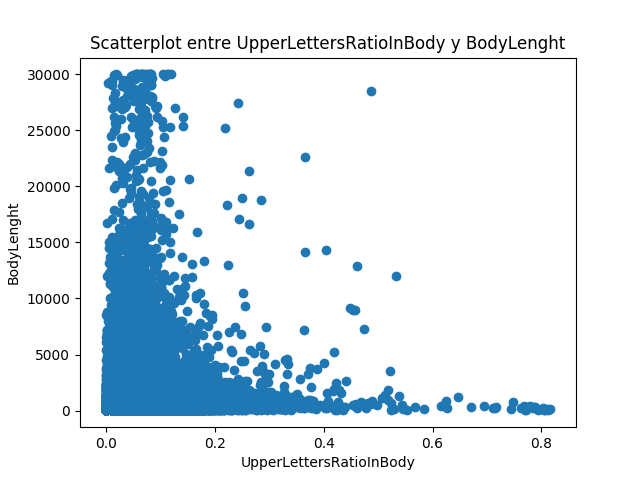 Scatterplot entre UpperLettersRatioInBody y BodyLenght
30000
25000
20000
15000
10000
5000
0
BodyLenght
0.0 0.2 0.4 0.6 0.8
UpperLettersRatioInBody